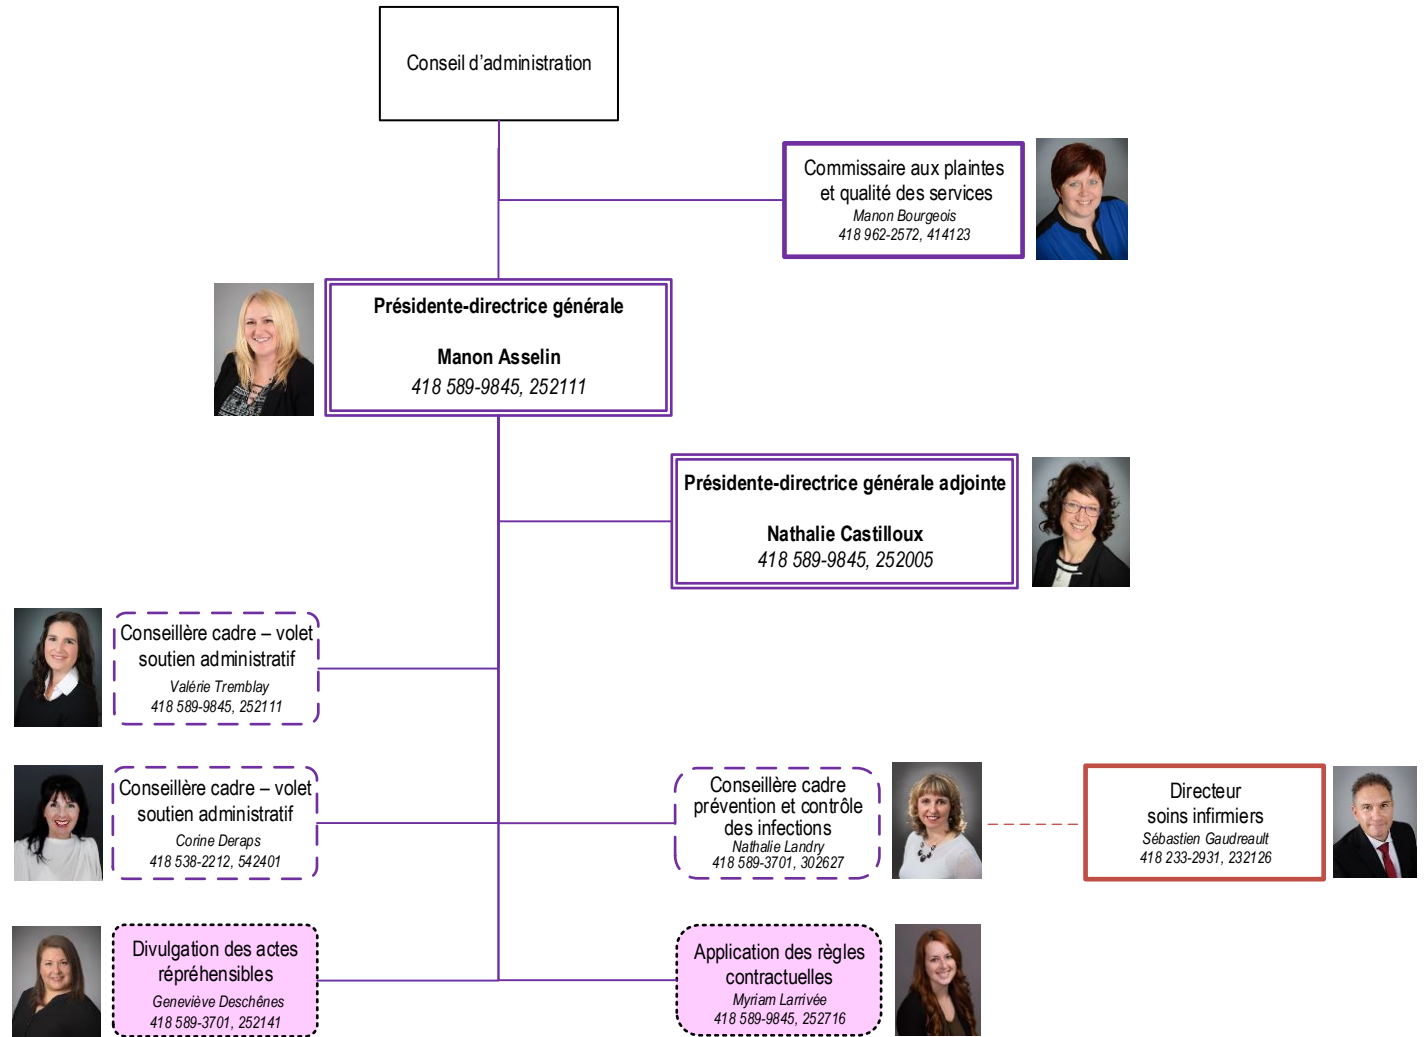 Conseil d'administration
Commissaire aux plaintes
et qualité des services
Manon Bourgeois
418 962-2572, 414123
Présidente-directrice générale
Manon Asselin
418 589-9845, 252111
Présidente-directrice générale adjointe
Nathalie Castilloux
418 589-9845, 252005
Conseillère cadre – volet
soutien administratif
Valérie Tremblay
418 589-9845, 252111
Conseillère cadre – volet
soutien administratif
Corine Deraps
418 538-2212, 542401
Conseillère cadre
prévention et contrôle
des infections
Nathalie Landry
418 589-3701, 302627
Directeur
soins infirmiers
Sébastien Gaudreault
418 233-2931, 232126
Divulgation des actes
répréhensibles
Geneviève Deschênes
418 589-3701, 252141
Application des règles
contractuelles
Myriam Larrivée
418 589-9845, 252716